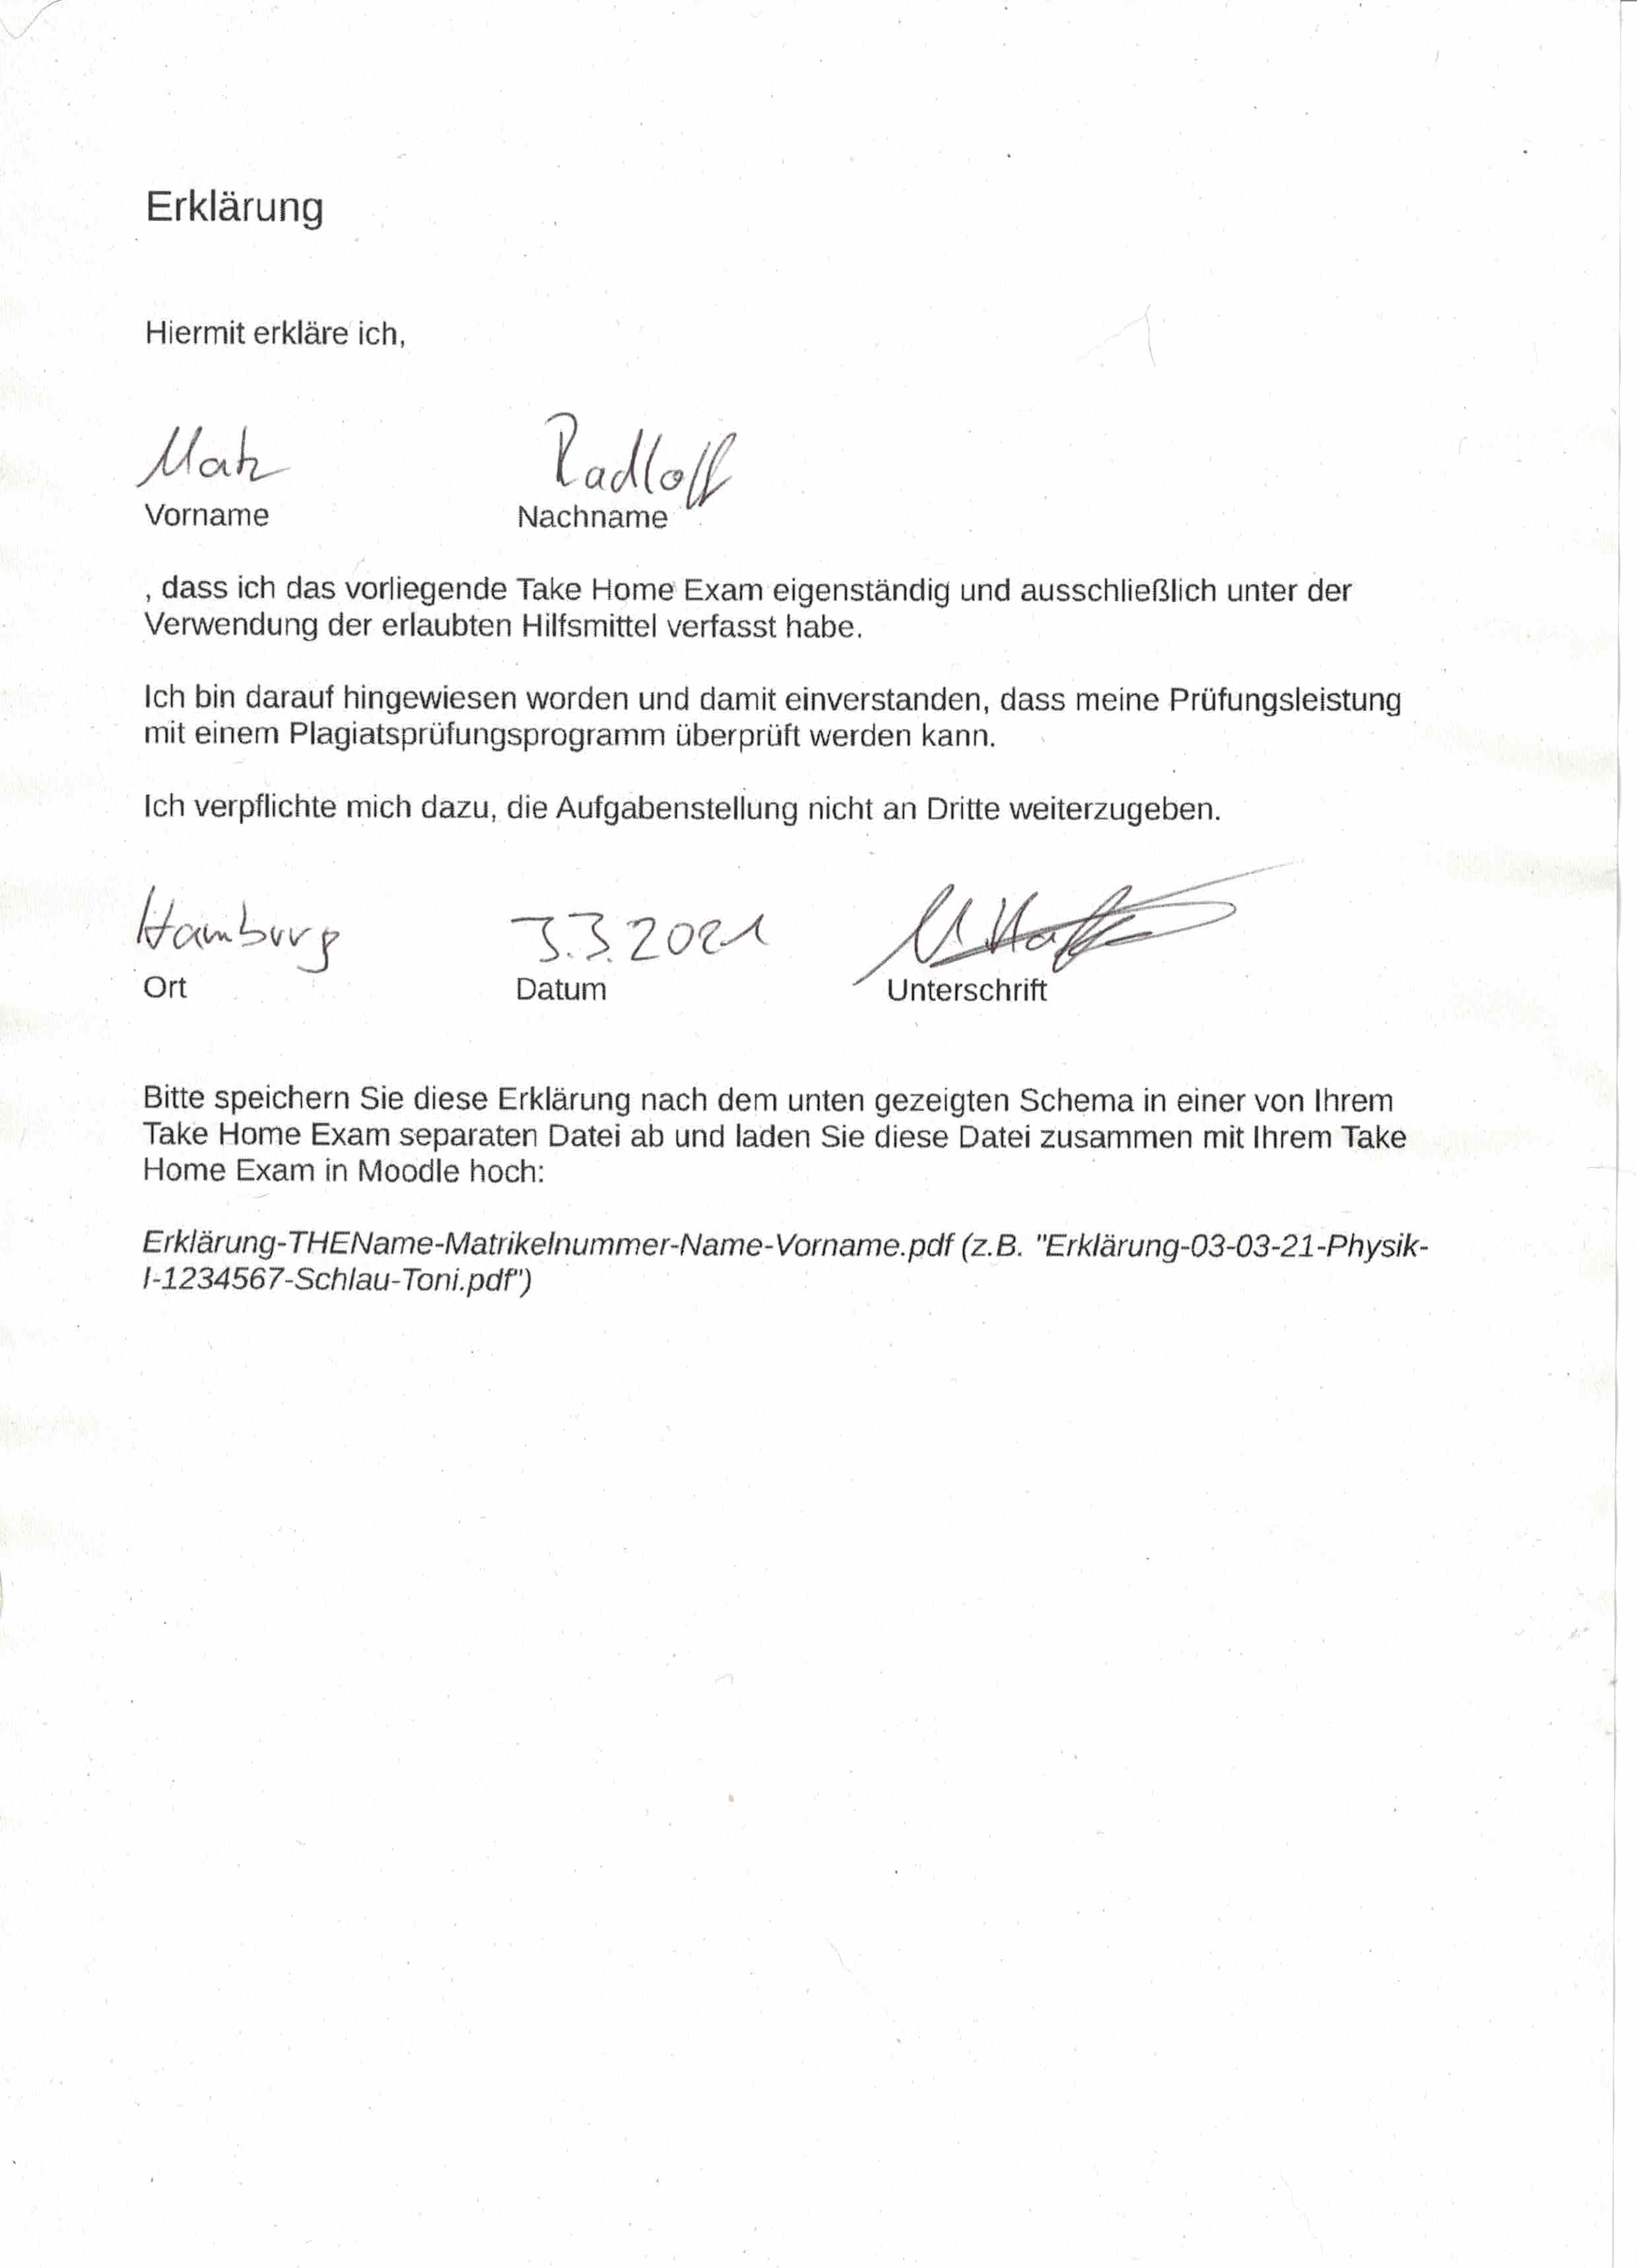 Erklärung
Hiermit erkläre ich,
Matz Radloff
Vorname Nachname
, dass ich das vorliegende Take Home Exam eigenständig und ausschließlich unter der
Verwendung der erlaubten Hilfsmittel verfasst habe.
Ich bin darauf hingewiesen worden und damit einverstanden, dass meine Prüfungsleistung
mit einem Plagiatsprüfungsprogramm überprüft werden kann.
Ich verpflichte mich dazu, die Aufgabenstellung nicht an Dritte weiterzugeben.
Hamburg 3.3.2021
Ort Datum Unterschrift
Bitte speichern Sie diese Erklärung nach dem unten gezeigten Schema in einer von Ihrem
Take Home Exam separaten Datei ab und laden Sie diese Datei zusammen mit Ihrem Take
Home Exam in Moodle hoch:
Erklärung-THEName-Matrikelnummer-Name-Vorname.pdf (z.B. "Erklärung-03-03-21-Physik-
I-1234567-Schlau-Toni.pdf")